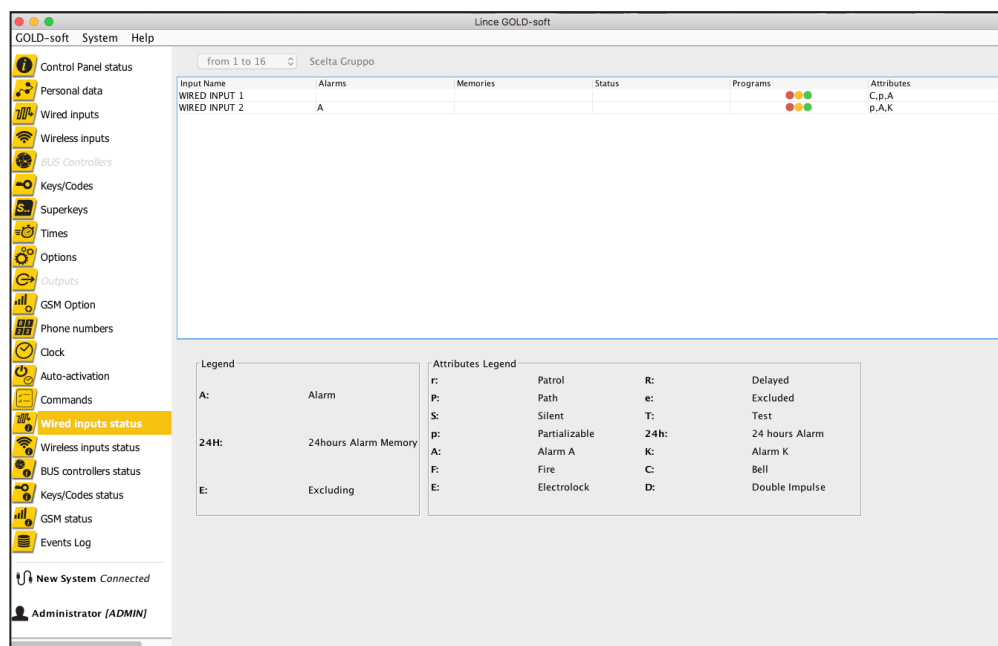 Lince GOLD-soft
GOLD-soft System Help
Control Panel status
Personal data
Wired inputs
Wireless inputs
BUS Controllers
Keys/Codes
Superkeys
Times
Options
Outputs
GSM Option
Phone numbers
Clock
Auto-activation
Commands
Wired inputs status
Wireless inputs status
BUS controllers status
Keys/Codes status
GSM status
Events Log
New System Connected
Administrator [ADMIN]
from 1 to 16 Scelta Gruppo
Input Name Alarms Memories Status Programs Attributes
WIRED INPUT 1 C,p,A
WIRED INPUT 2 A p,A,K
Legend
A: Alarm
24H: 24hours Alarm Memory
E: Excluding
Attributes Legend
r: Patrol R: Delayed
P: Path e: Excluded
S: Silent T: Test
p: Partializable 24h: 24 hours Alarm
A: Alarm A K: Alarm K
F: Fire C: Bell
E: Electrolock D: Double Impulse